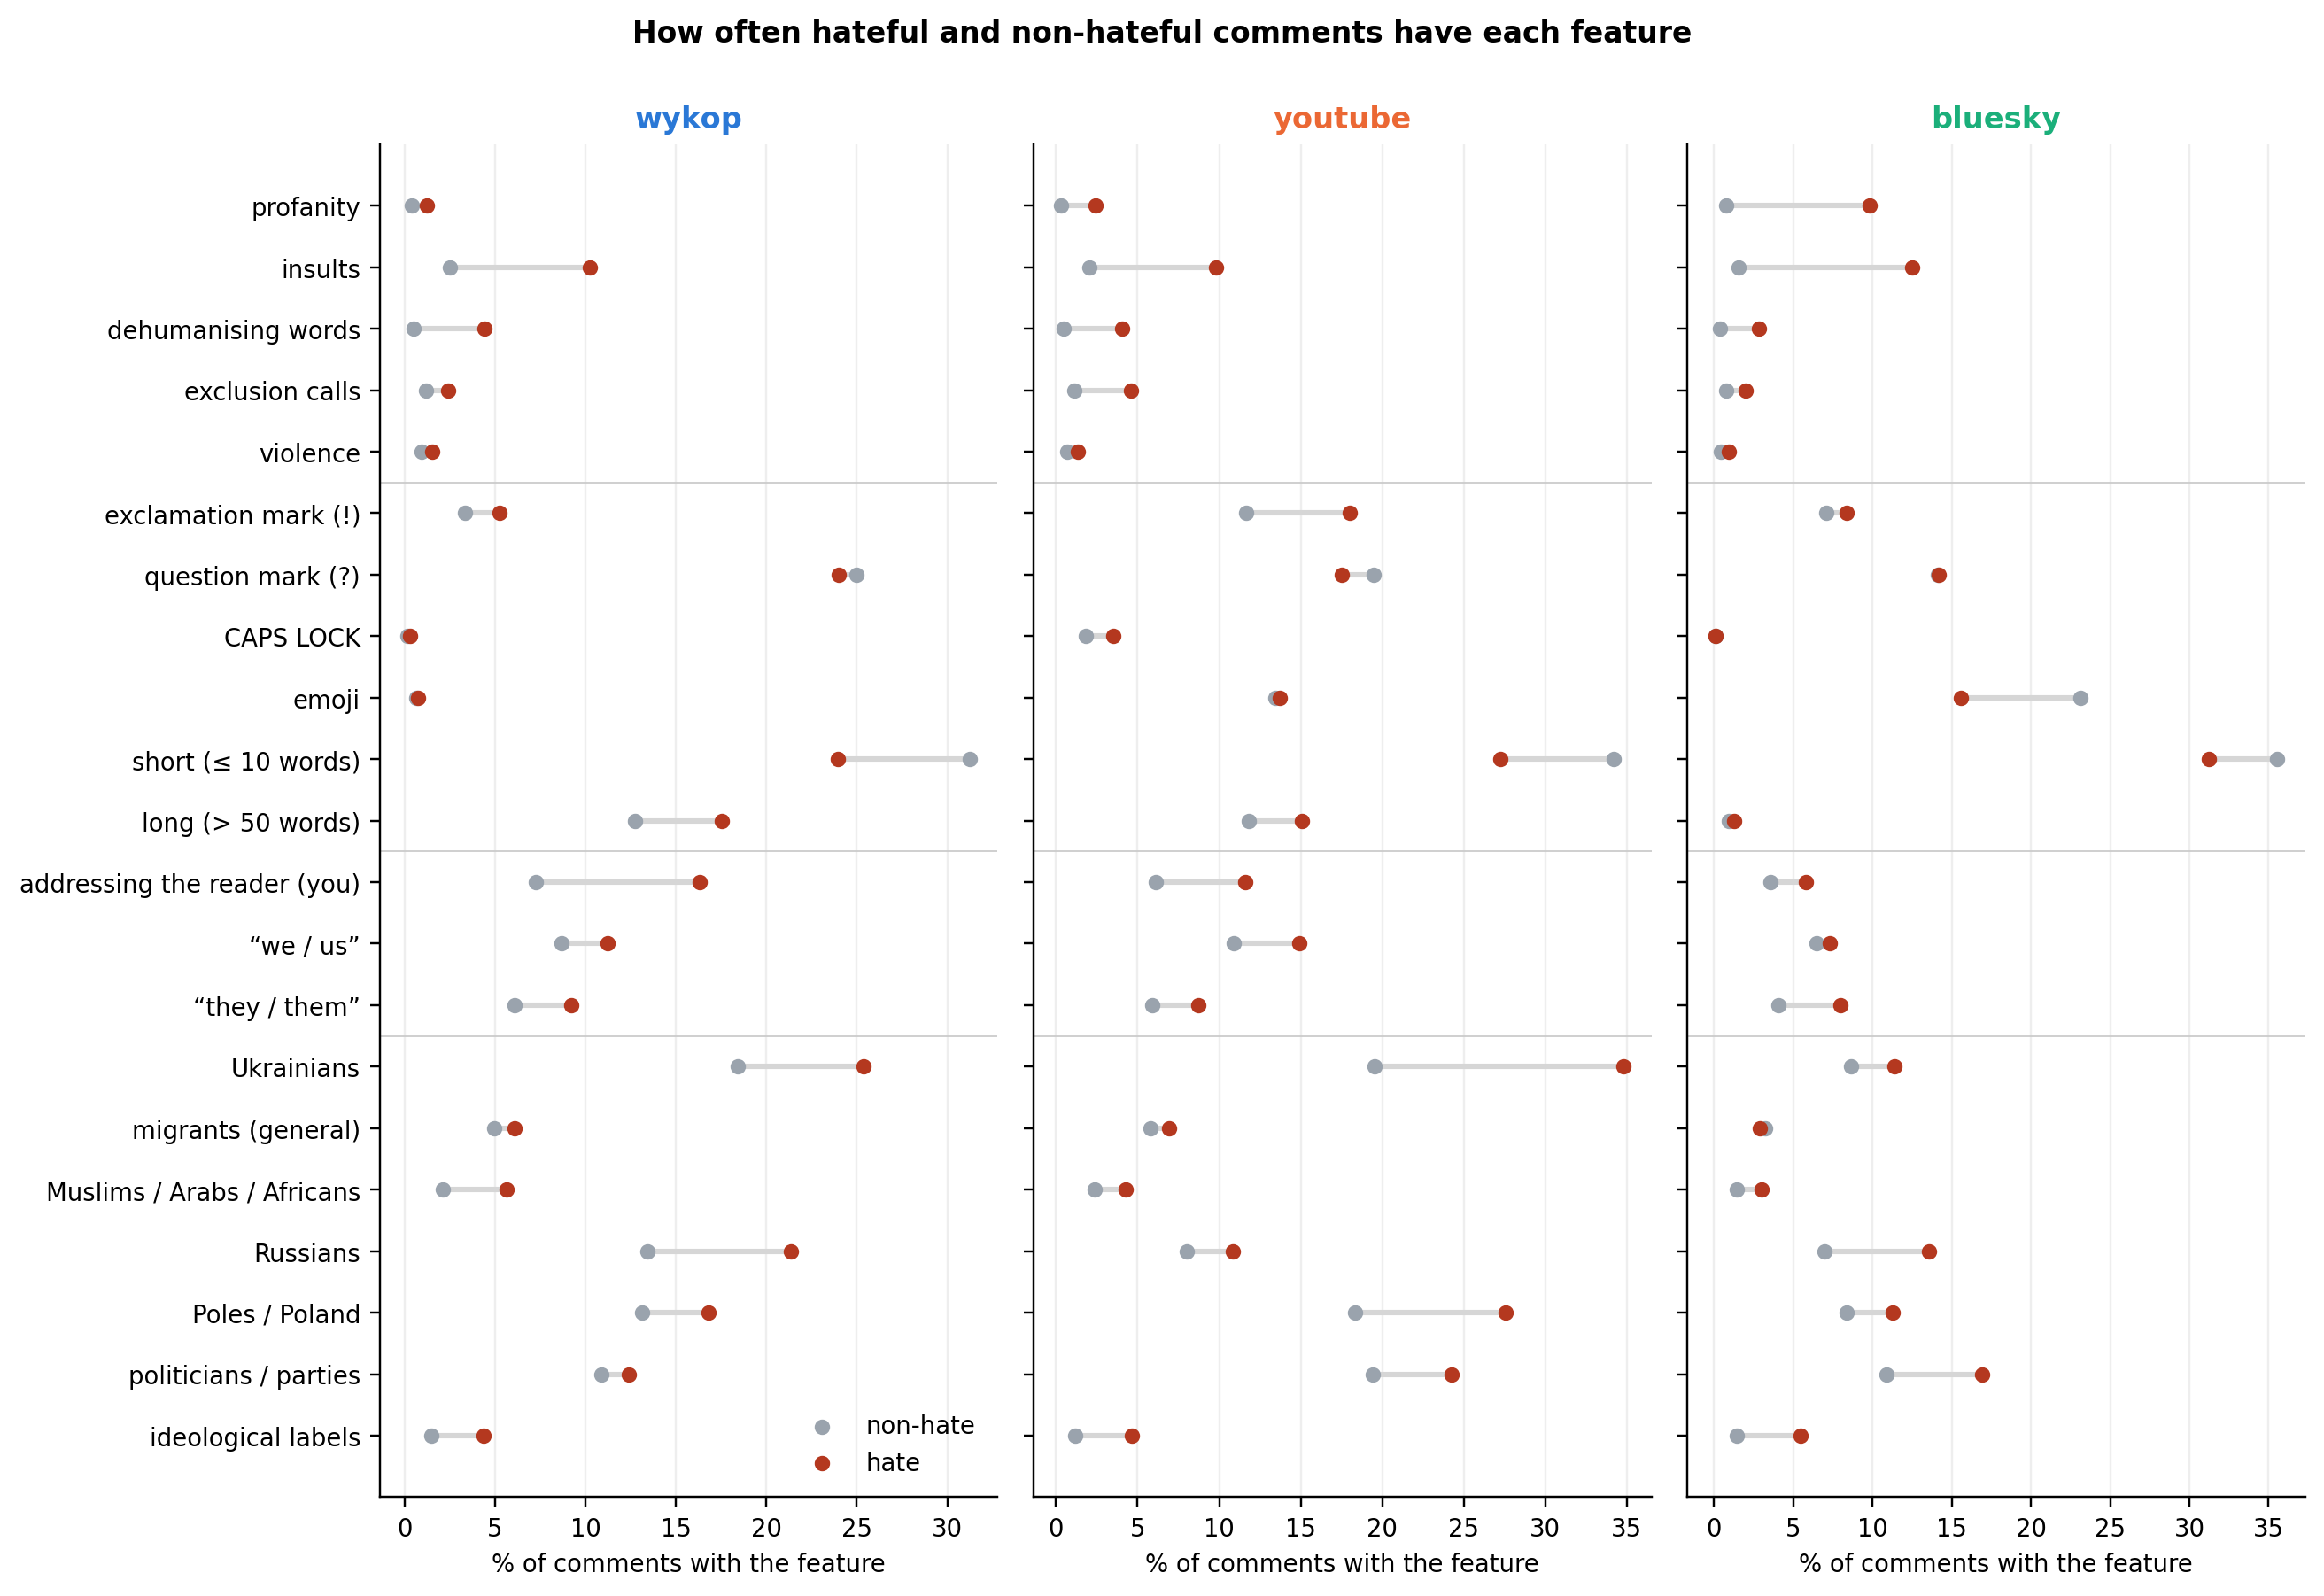 How often hateful and non-hateful comments have each feature
wykop
youtube
bluesky
profanity
insults
dehumanising words
exclusion calls
violence
exclamation mark (!)
question mark (?)
CAPS LOCK
emoji
short (≤ 10 words)
long (> 50 words)
addressing the reader (you)
“we / us”
“they / them”
Ukrainians
migrants (general)
Muslims / Arabs / Africans
Russians
Poles / Poland
politicians / parties
ideological labels
non-hate
hate
0 5 10 15 20 25 30
0 5 10 15 20 25 30 35
0 5 10 15 20 25 30 35
% of comments with the feature
% of comments with the feature
% of comments with the feature